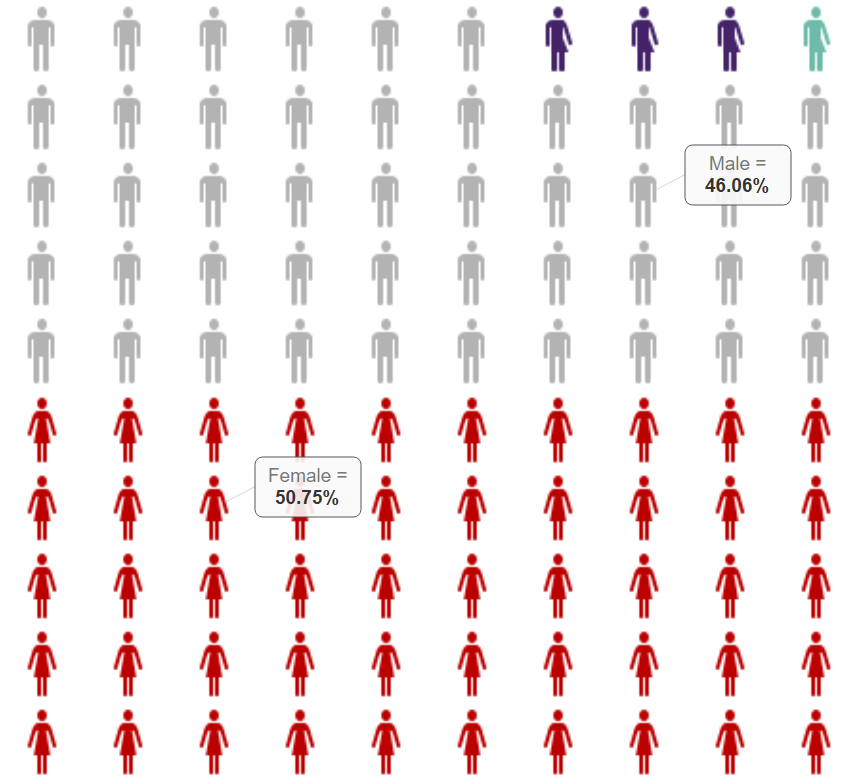 Male =
46.06%
Female =
50.75%